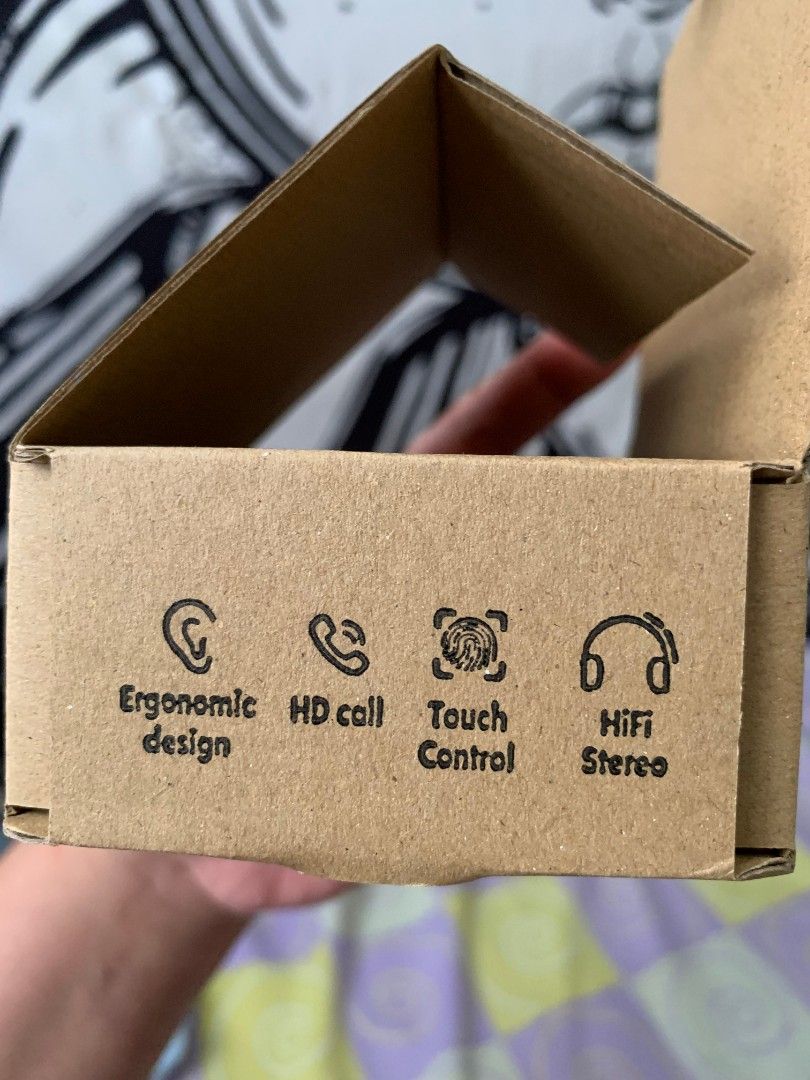 Ergonomic
design
HD call
Touch
Control
HiFi
Stereo